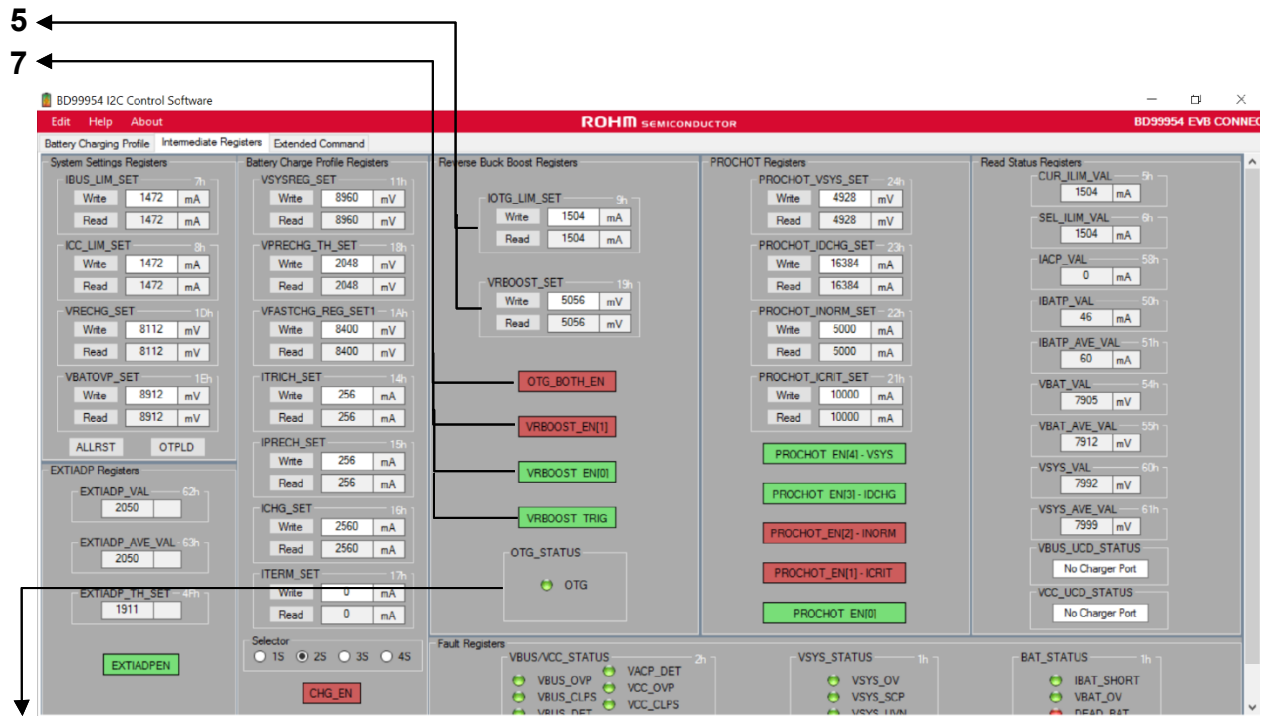 5
7
BD99954 I2C Control Software
Edit Help About
ROHM SEMICONDUCTOR
BD99954 EVB CONNEC
Battery Charging Profile Intermediate Registers Extended Command
System Settings Registers
IBUS_LIM_SET 7h
Write 1472 mA
Read 1472 mA
ICC_LIM_SET 8h
Write 1472 mA
Read 1472 mA
VRECHG_SET 1Dh
Write 8112 mV
Read 8112 mV
VBATOVP_SET 1Eh
Write 8912 mV
Read 8912 mV
ALLRST OTPLD
EXTIADP Registers
EXTIADP_VAL 62h
2050
EXTIADP_AVE_VAL 63h
2050
EXTIADP_TH_SET 4Fh
1911
EXTIADPEN
Battery Charge Profile Registers
VSYSREG_SET 11h
Write 8960 mV
Read 8960 mV
VPRECHG_TH_SET 18h
Write 2048 mV
Read 2048 mV
VFASTCHG_REG_SET1 1Ah
Write 8400 mV
Read 8400 mV
ITRICH_SET 14h
Write 256 mA
Read 256 mA
IPRECH_SET 15h
Write 256 mA
Read 256 mA
ICHG_SET 16h
Write 2560 mA
Read 2560 mA
ITERM_SET 17h
Write 0 mA
Read 0 mA
Selector
1S 2S 3S 4S
CHG_EN
Reverse Buck Boost Registers
IOTG_LIM_SET 9h
Write 1504 mA
Read 1504 mA
VRBOOST_SET 19h
Write 5056 mV
Read 5056 mV
OTG_BOTH_EN
VRBOOST_EN[1]
VRBOOST EN[0]
VRBOOST TRIG
OTG_STATUS
OTG
PROCHOT Registers
PROCHOT_VSYS_SET 24h
Write 4928 mV
Read 4928 mV
PROCHOT_IDCHG_SET 23h
Write 16384 mA
Read 16384 mA
PROCHOT_INORM_SET 22h
Write 5000 mA
Read 5000 mA
PROCHOT_ICRIT_SET 21h
Write 10000 mA
Read 10000 mA
PROCHOT EN[4] - VSYS
PROCHOT EN[3] - IDCHG
PROCHOT_EN[2] - INORM
PROCHOT_EN[1] - ICRIT
PROCHOT EN[0]
Read Status Registers
CUR_ILIM_VAL 5h
1504 mA
SEL_ILIM_VAL 6h
1504 mA
IACP_VAL 58h
0 mA
IBATP_VAL 50h
46 mA
IBATP_AVE_VAL 51h
60 mA
VBAT_VAL 54h
7905 mV
VBAT_AVE_VAL 55h
7912 mV
VSYS_VAL 60h
7992 mV
VSYS_AVE_VAL 61h
7999 mV
VBUS_UCD_STATUS
No Charger Port
VCC_UCD_STATUS
No Charger Port
Fault Registers
VBUS/VCC_STATUS 2h
VBUS_OVP VACP_DET
VBUS_CLPS VCC_OVP
VBUS_DET VCC_CLPS
VSYS_STATUS 1h
VSYS_OV
VSYS_SCP
VSYS_UVN
BAT_STATUS 1h
IBAT_SHORT
VBAT_OV
DEAD_BAT